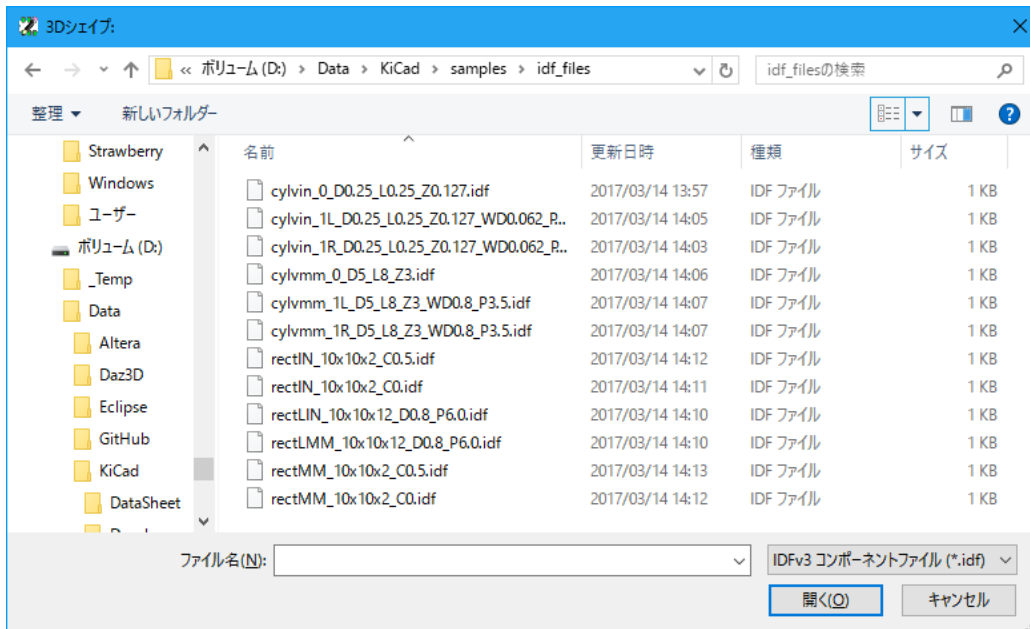 3Dシェイプ:
« ボリューム (D:) › Data › KiCad › samples › idf_files
idf_filesの検索
整理
新しいフォルダー
Strawberry
Windows
ユーザー
ボリューム (D:)
_Temp
Data
Altera
Daz3D
Eclipse
GitHub
KiCad
DataSheet
名前 更新日時 種類 サイズ
cylvin_0_D0.25_L0.25_Z0.127.idf 2017/03/14 13:57 IDF ファイル 1 KB
cylvin_1L_D0.25_L0.25_Z0.127_WD0.062_P... 2017/03/14 14:05 IDF ファイル 1 KB
cylvin_1R_D0.25_L0.25_Z0.127_WD0.062_P... 2017/03/14 14:03 IDF ファイル 1 KB
cylvmm_0_D5_L8_Z3.idf 2017/03/14 14:06 IDF ファイル 1 KB
cylvmm_1L_D5_L8_Z3_WD0.8_P3.5.idf 2017/03/14 14:07 IDF ファイル 1 KB
cylvmm_1R_D5_L8_Z3_WD0.8_P3.5.idf 2017/03/14 14:07 IDF ファイル 1 KB
rectIN_10x10x2_C0.5.idf 2017/03/14 14:12 IDF ファイル 1 KB
rectIN_10x10x2_C0.idf 2017/03/14 14:11 IDF ファイル 1 KB
rectLIN_10x10x12_D0.8_P6.0.idf 2017/03/14 14:10 IDF ファイル 1 KB
rectLMM_10x10x12_D0.8_P6.0.idf 2017/03/14 14:10 IDF ファイル 1 KB
rectMM_10x10x2_C0.5.idf 2017/03/14 14:13 IDF ファイル 1 KB
rectMM_10x10x2_C0.idf 2017/03/14 14:12 IDF ファイル 1 KB
ファイル名(N):
IDFv3 コンポーネントファイル (*.idf)
開く(O)
キャンセル